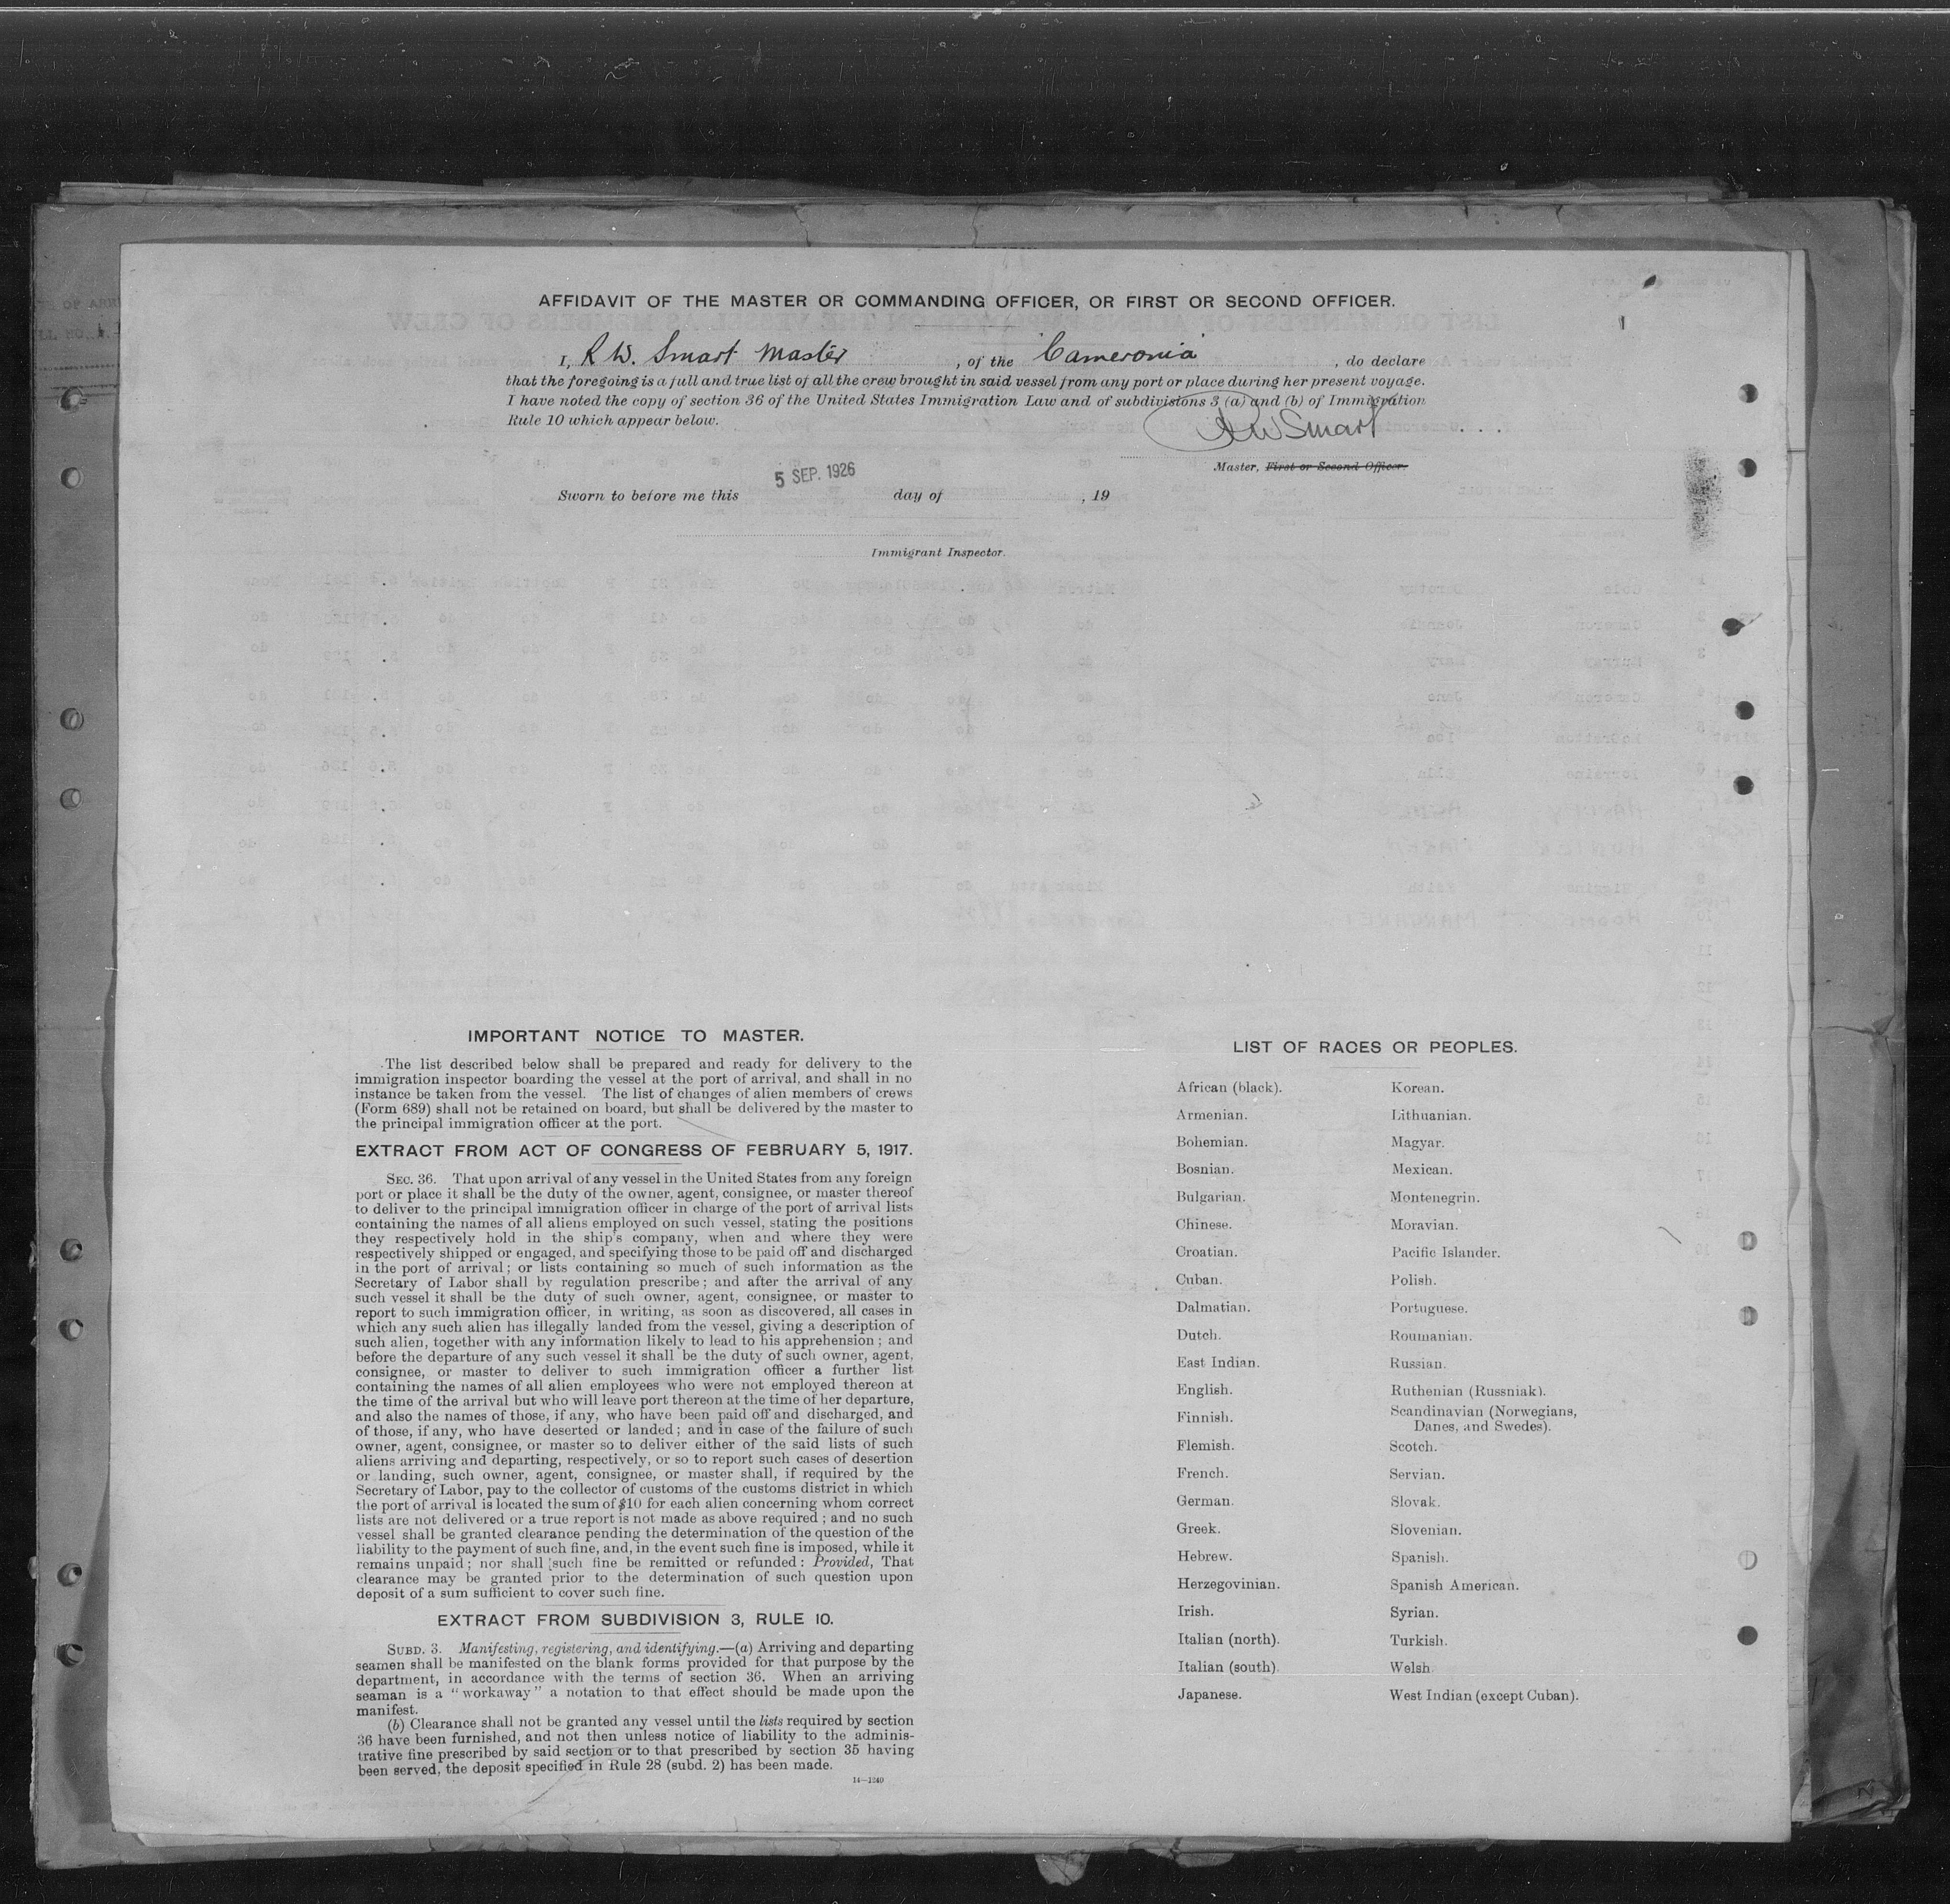 AFFIDAVIT OF THE MASTER OR COMMANDING OFFICER, OR FIRST OR SECOND OFFICER.
I, R W. Smart Master, of the Cameronia, do declare
that the foregoing is a full and true list of all the crew brought in said vessel from any port or place during her present voyage.
I have noted the copy of section 36 of the United States Immigration Law and of subdivisions 3 (a) and (b) of Immigration
Rule 10 which appear below.
RWSmart
Master, First or Second Officer.
5 SEP. 1926
Sworn to before me this day of , 19
Immigrant Inspector.
IMPORTANT NOTICE TO MASTER.
The list described below shall be prepared and ready for delivery to the
immigration inspector boarding the vessel at the port of arrival, and shall in no
instance be taken from the vessel. The list of changes of alien members of crews
(Form 689) shall not be retained on board, but shall be delivered by the master to
the principal immigration officer at the port.
EXTRACT FROM ACT OF CONGRESS OF FEBRUARY 5, 1917.
SEC. 36. That upon arrival of any vessel in the United States from any foreign
port or place it shall be the duty of the owner, agent, consignee, or master thereof
to deliver to the principal immigration officer in charge of the port of arrival lists
containing the names of all aliens employed on such vessel, stating the positions
they respectively hold in the ship's company, when and where they were
respectively shipped or engaged, and specifying those to be paid off and discharged
in the port of arrival; or lists containing so much of such information as the
Secretary of Labor shall by regulation prescribe; and after the arrival of any
such vessel it shall be the duty of such owner, agent, consignee, or master to
report to such immigration officer, in writing, as soon as discovered, all cases in
which any such alien has illegally landed from the vessel, giving a description of
such alien, together with any information likely to lead to his apprehension; and
before the departure of any such vessel it shall be the duty of such owner, agent,
consignee, or master to deliver to such immigration officer a further list
containing the names of all alien employees who were not employed thereon at
the time of the arrival but who will leave port thereon at the time of her departure,
and also the names of those, if any, who have been paid off and discharged, and
of those, if any, who have deserted or landed; and in case of the failure of such
owner, agent, consignee, or master so to deliver either of the said lists of such
aliens arriving and departing, respectively, or so to report such cases of desertion
or landing, such owner, agent, consignee, or master shall, if required by the
Secretary of Labor, pay to the collector of customs of the customs district in which
the port of arrival is located the sum of $10 for each alien concerning whom correct
lists are not delivered or a true report is not made as above required; and no such
vessel shall be granted clearance pending the determination of the question of the
liability to the payment of such fine, and, in the event such fine is imposed, while it
remains unpaid; nor shall such fine be remitted or refunded: Provided, That
clearance may be granted prior to the determination of such question upon
deposit of a sum sufficient to cover such fine.
EXTRACT FROM SUBDIVISION 3, RULE 10.
SUBD. 3. Manifesting, registering, and identifying.—(a) Arriving and departing
seamen shall be manifested on the blank forms provided for that purpose by the
department, in accordance with the terms of section 36. When an arriving
seaman is a "workaway" a notation to that effect should be made upon the
manifest.
(b) Clearance shall not be granted any vessel until the lists required by section
36 have been furnished, and not then unless notice of liability to the adminis-
trative fine prescribed by said section or to that prescribed by section 35 having
been served, the deposit specified in Rule 28 (subd. 2) has been made.
14—1240
LIST OF RACES OR PEOPLES.
African (black).
Armenian.
Bohemian.
Bosnian.
Bulgarian.
Chinese.
Croatian.
Cuban.
Dalmatian.
Dutch.
East Indian.
English.
Finnish.
Flemish.
French.
German.
Greek.
Hebrew.
Herzegovinian.
Irish.
Italian (north).
Italian (south).
Japanese.
Korean.
Lithuanian.
Magyar.
Mexican.
Montenegrin.
Moravian.
Pacific Islander.
Polish.
Portuguese.
Roumanian.
Russian.
Ruthenian (Russniak).
Scandinavian (Norwegians,
Danes, and Swedes).
Scotch.
Servian.
Slovak.
Slovenian.
Spanish.
Spanish American.
Syrian.
Turkish.
Welsh.
West Indian (except Cuban).